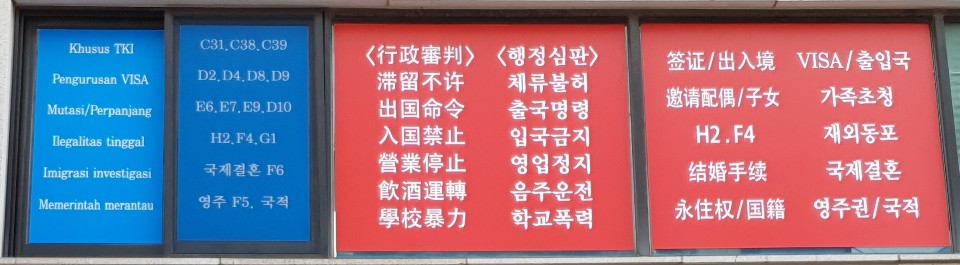 Khusus TKI
Pengurusan VISA
Mutasi/Perpanjang
Ilegalitas tinggal
Imigrasi investigasi
Memerintah merantau
C31.C38.C39
D2.D4.D8.D9
E6.E7.E9.D10
H2.F4.G1
국제결혼 F6
영주 F5. 국적
〈行政審判〉 〈행정심판〉
滞留不许 체류불허
出国命令 출국명령
入国禁止 입국금지
營業停止 영업정지
飮酒運轉 음주운전
學校暴力 학교폭력
签证/出入境 VISA/출입국
邀请配偶/子女 가족초청
H2.F4 재외동포
结婚手续 국제결혼
永住权/国籍 영주권/국적